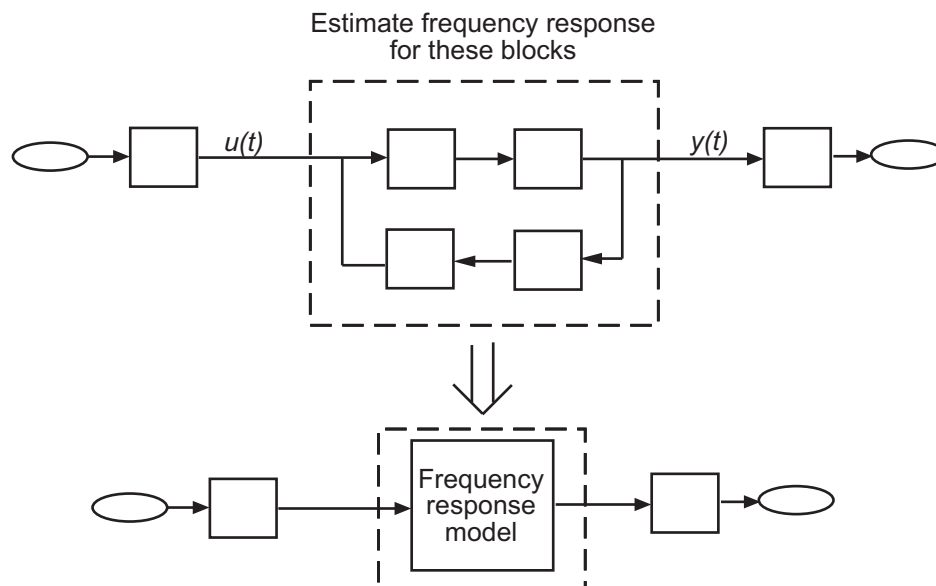 Estimate frequency response
for these blocks
u(t)
y(t)
Frequency
response
model